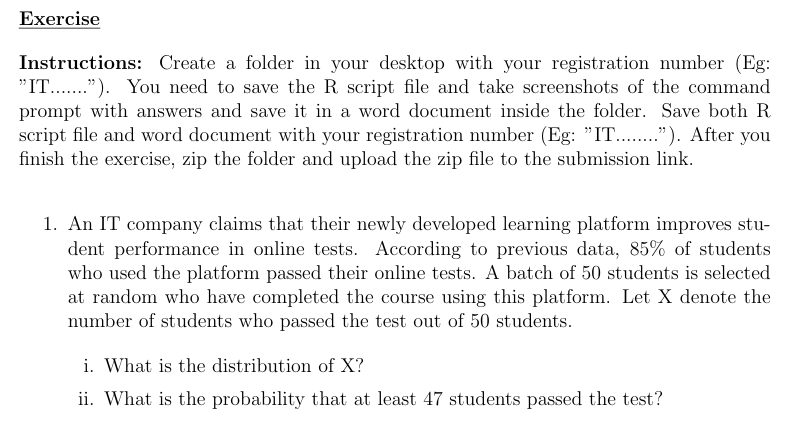 Exercise
Instructions: Create a folder in your desktop with your registration number (Eg:
”IT.......”). You need to save the R script file and take screenshots of the command
prompt with answers and save it in a word document inside the folder. Save both R
script file and word document with your registration number (Eg: ”IT........”). After you
finish the exercise, zip the folder and upload the zip file to the submission link.
1. An IT company claims that their newly developed learning platform improves stu-
dent performance in online tests. According to previous data, 85% of students
who used the platform passed their online tests. A batch of 50 students is selected
at random who have completed the course using this platform. Let X denote the
number of students who passed the test out of 50 students.
i. What is the distribution of X?
ii. What is the probability that at least 47 students passed the test?